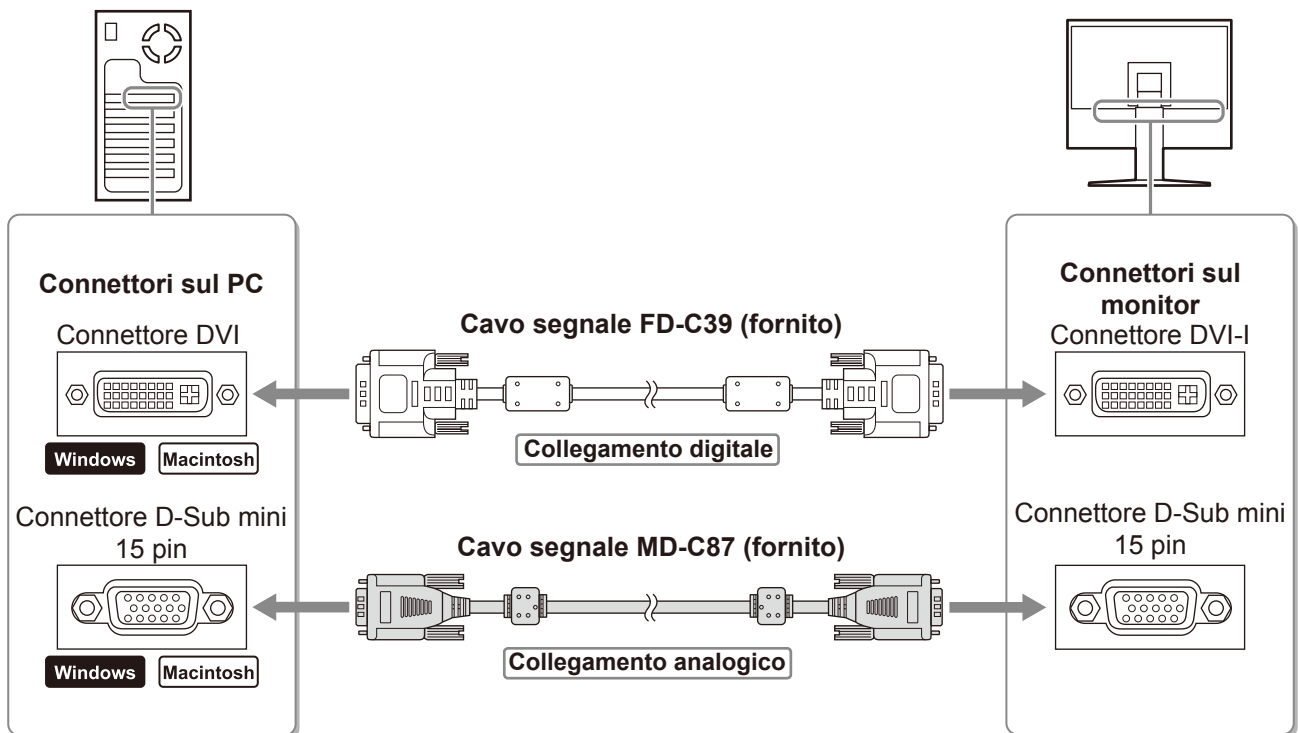 Connettori sul PC
Connettore DVI
Windows Macintosh
Connettore D-Sub mini
15 pin
Windows Macintosh
Cavo segnale FD-C39 (fornito)
Collegamento digitale
Cavo segnale MD-C87 (fornito)
Collegamento analogico
Connettori sul
monitor
Connettore DVI-I
Connettore D-Sub mini
15 pin